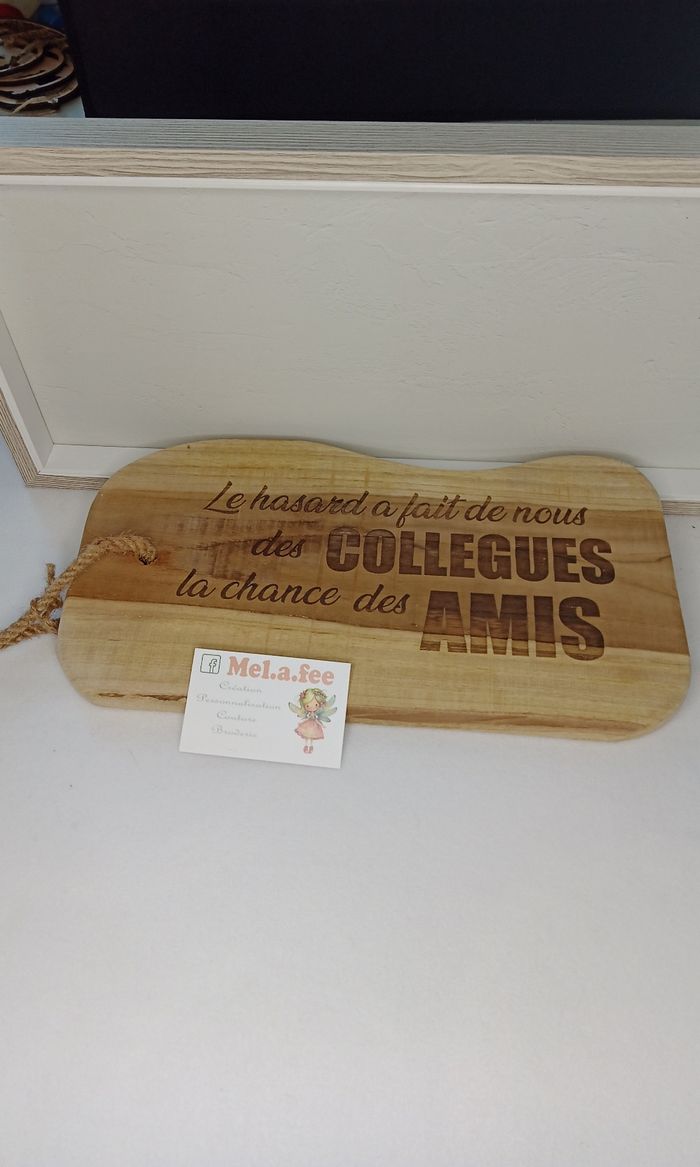 Le hasard a fait de nous
des COLLEGUES
la chance des AMIS
f Mel.a.fee
Création
Personnalisation
Couture
Broderie